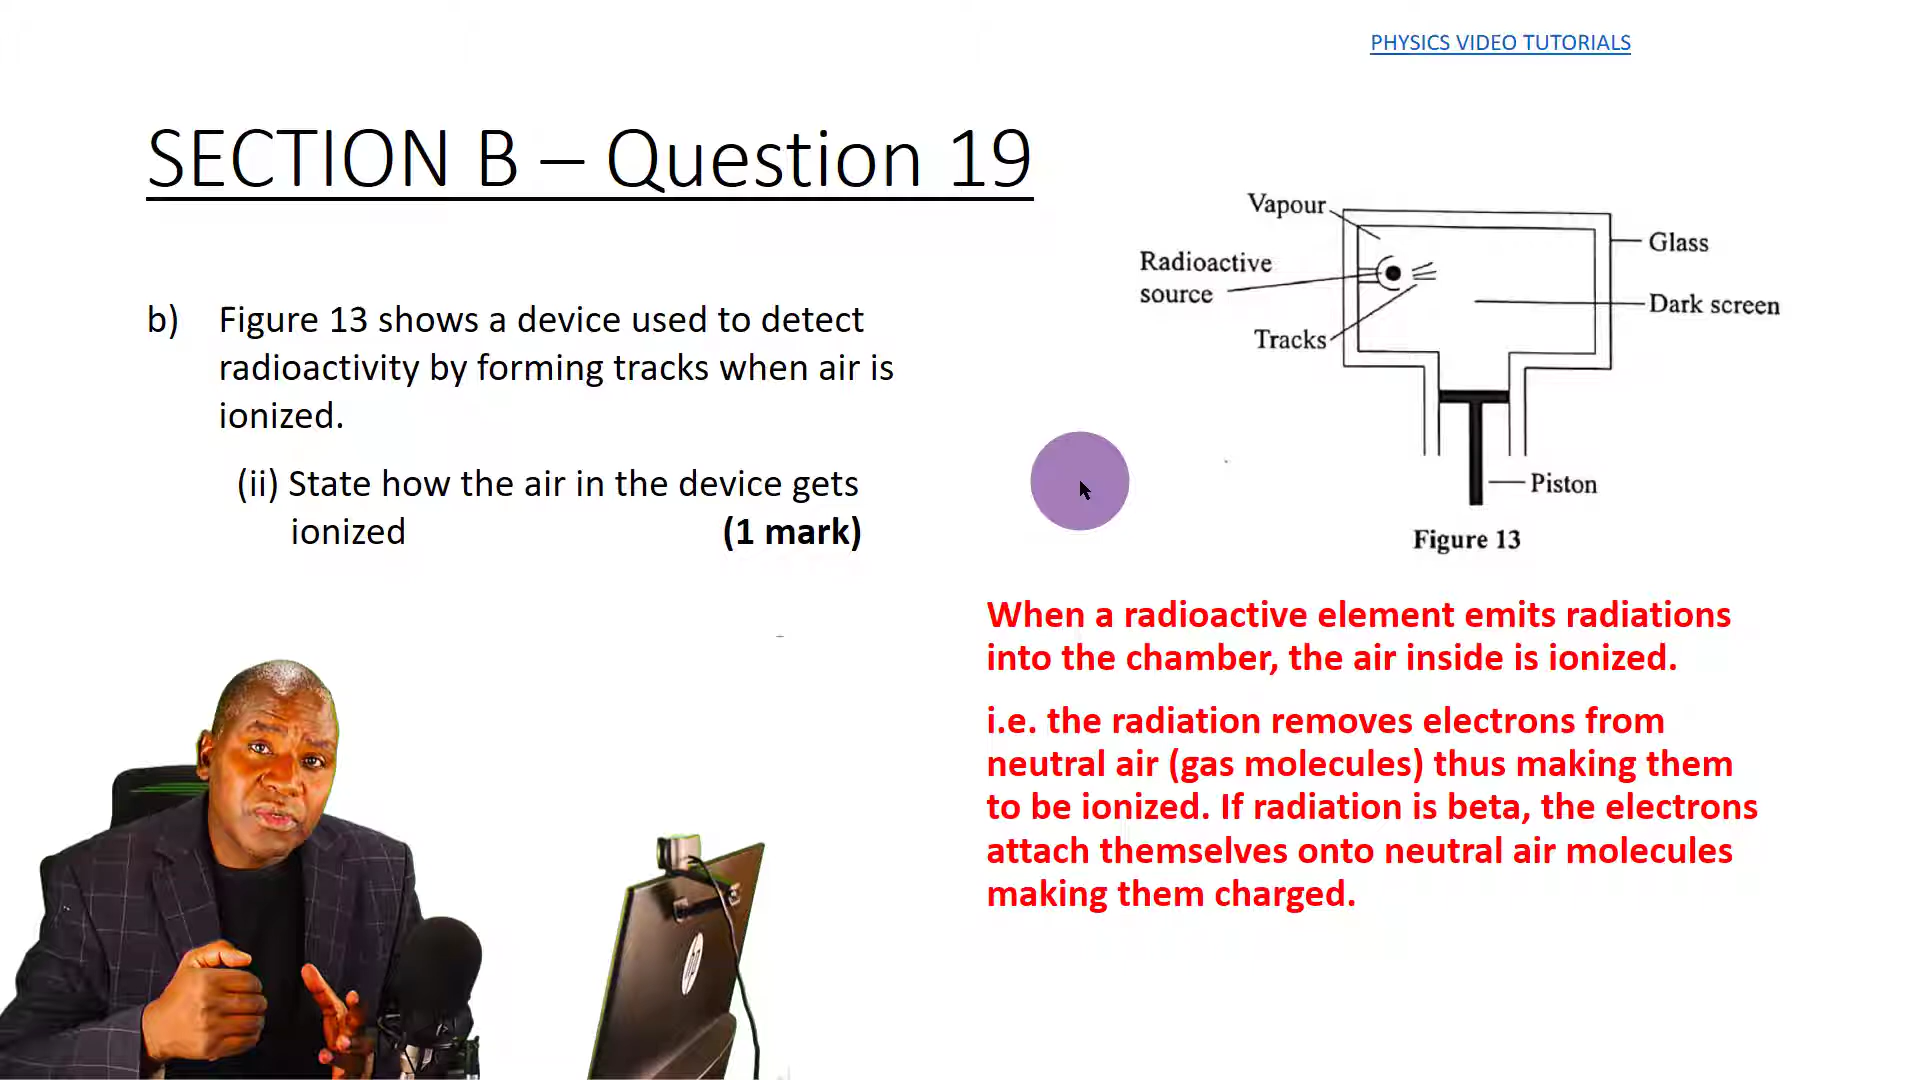 PHYSICS VIDEO TUTORIALS
SECTION B – Question 19
b) Figure 13 shows a device used to detect
radioactivity by forming tracks when air is
ionized.
(ii) State how the air in the device gets
ionized (1 mark)
Vapour
Glass
Radioactive
source
Dark screen
Tracks
Piston
Figure 13
When a radioactive element emits radiations
into the chamber, the air inside is ionized.
i.e. the radiation removes electrons from
neutral air (gas molecules) thus making them
to be ionized. If radiation is beta, the electrons
attach themselves onto neutral air molecules
making them charged.
hp